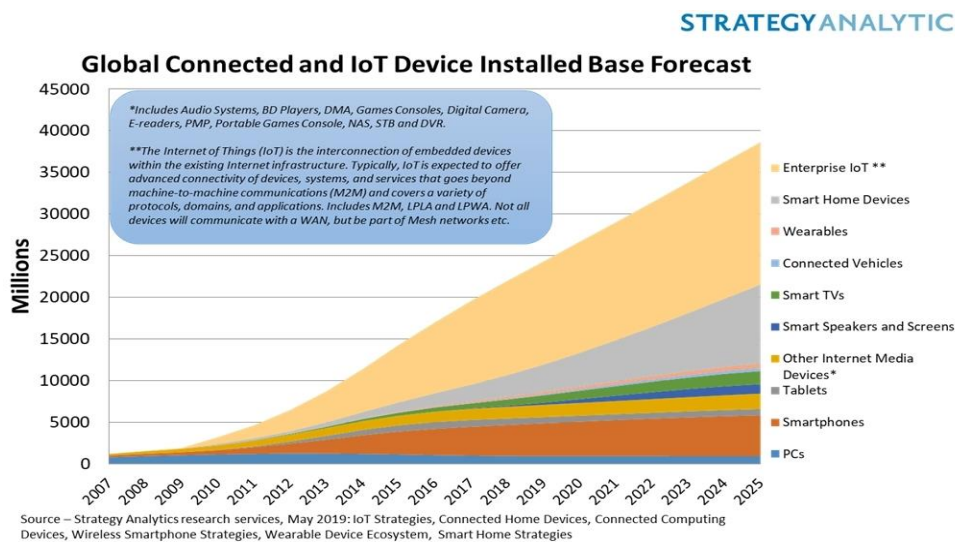 STRATEGYANALYTIC
Global Connected and IoT Device Installed Base Forecast
45000
40000
35000
30000
25000
20000
15000
10000
5000
0
Millions
*Includes Audio Systems, BD Players, DMA, Games Consoles, Digital Camera,
E-readers, PMP, Portable Games Console, NAS, STB and DVR.
**The Internet of Things (IoT) is the interconnection of embedded devices
within the existing Internet infrastructure. Typically, IoT is expected to offer
advanced connectivity of devices, systems, and services that goes beyond
machine-to-machine communications (M2M) and covers a variety of
protocols, domains, and applications. Includes M2M, LPLA and LPWA. Not all
devices will communicate with a WAN, but be part of Mesh networks etc.
Enterprise IoT **
Smart Home Devices
Wearables
Connected Vehicles
Smart TVs
Smart Speakers and Screens
Other Internet Media
Devices*
Tablets
Smartphones
PCs
2007
2008
2009
2010
2011
2012
2013
2014
2015
2016
2017
2018
2019
2020
2021
2022
2023
2024
2025
Source – Strategy Analytics research services, May 2019: IoT Strategies, Connected Home Devices, Connected Computing
Devices, Wireless Smartphone Strategies, Wearable Device Ecosystem, Smart Home Strategies